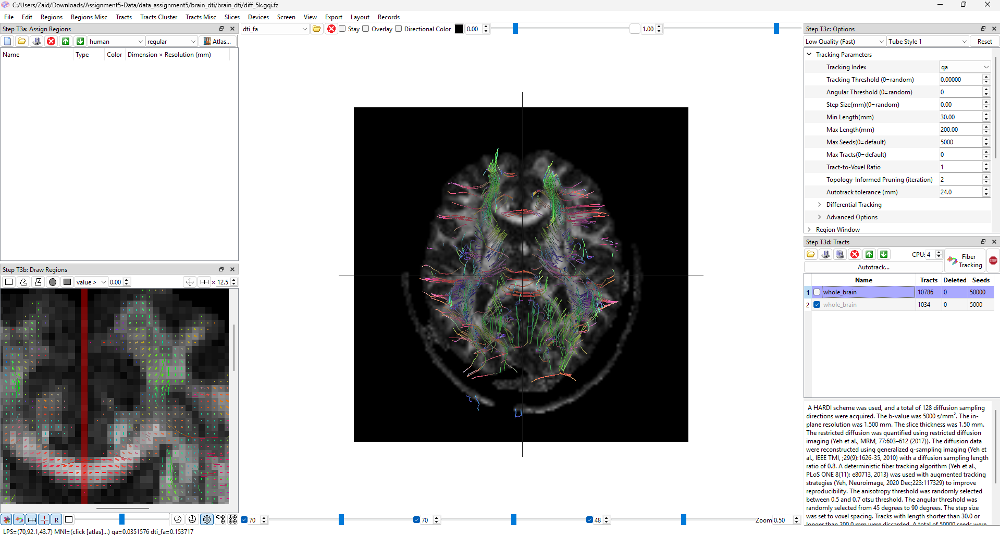 C:/Users/Zaid/Downloads/Assignment5-Data/data_assignment5/brain_dti/brain_dti/diff_5k.gqi.fz
File Edit Regions Regions Misc Tracts Tracts Cluster Tracts Misc Slices Devices Screen View Export Layout Records
Step T3a: Assign Regions
human regular Atlas...
Name Type Color Dimension × Resolution (mm)
dti_fa Stay Overlay Directional Color 0.00 1.00
Step T3b: Draw Regions
value > 0.00 × 12.5
R
70 70 48 Zoom 0.50
Step T3c: Options
Low Quality (Fast) Tube Style 1 Reset
Tracking Parameters
Tracking Index qa
Tracking Threshold (0=random) 0.00000
Angular Threshold (0=random) 0
Step Size(mm)(0=random) 0.00
Min Length(mm) 30.00
Max Length(mm) 200.00
Max Seeds(0=default) 5000
Max Tracts(0=default) 0
Tract-to-Voxel Ratio 1
Topology-Informed Pruning (iteration) 2
Autotrack tolerance (mm) 24.0
Differential Tracking
Advanced Options
Region Window
Step T3d: Tracts
CPU: 4 Fiber Tracking STOP
Autotrack...
Name Tracts Deleted Seeds
1 whole_brain 10786 0 50000
2 whole_brain 1034 0 5000
A HARDI scheme was used, and a total of 128 diffusion sampling
directions were acquired. The b-value was 5000 s/mm². The in-
plane resolution was 1.500 mm. The slice thickness was 1.50 mm.
The restricted diffusion was quantified using restricted diffusion
imaging (Yeh et al., MRM, 77:603–612 (2017)). The diffusion data
were reconstructed using generalized q-sampling imaging (Yeh et
al., IEEE TMI, ;29(9):1626-35, 2010) with a diffusion sampling length
ratio of 0.8. A deterministic fiber tracking algorithm (Yeh et al.,
PLoS ONE 8(11): e80713, 2013) was used with augmented tracking
strategies (Yeh, Neuroimage, 2020 Dec;223:117329) to improve
reproducibility. The anisotropy threshold was randomly selected
between 0.5 and 0.7 otsu threshold. The angular threshold was
randomly selected from 45 degrees to 90 degrees. The step size
was set to voxel spacing. Tracks with length shorter than 30.0 or
longer than 200.0 mm were discarded. A total of 50000 seeds were
LPS=(70,92.1,43.7) MNI=(click [atlas]...) qa=0.0351576 dti_fa=0.153717